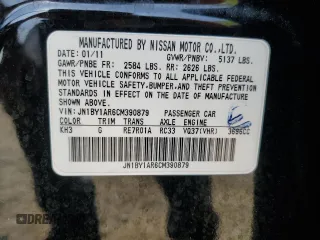 MANUFACTURED BY NISSAN MOTOR CO.,LTD.
DATE: 01/11 GVWR/PNBV: 5137 LBS.
GAWR/PNBE FR: 2584 LBS. RR: 2626 LBS.
THIS VEHICLE CONFORMS TO ALL APPLICABLE
FEDERAL MOTOR VEHICLE
SAFETY,BUMPER,AND THEFT PREVENTION
STANDARDS IN EFFECT ON THE DATE OF
MANUFACTURE SHOWN ABOVE.
VIN: JN1BY1AR6CM390879 PASSENGER CAR
COLOR TRIM TRANS AXLE ENGINE
KH3 G RE7R01A RC33 VQ37(VHR) 3696CC
JN1BY1AR6CM390879